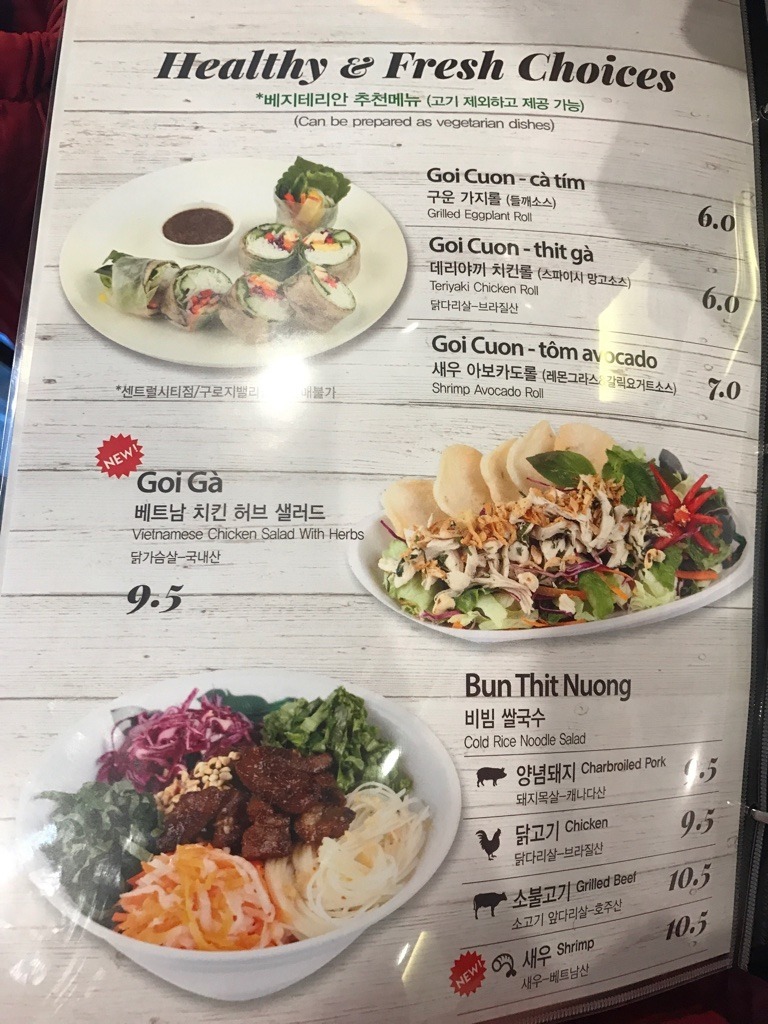 Healthy & Fresh Choices
*베지테리안 추천메뉴 (고기 제외하고 제공 가능)
(Can be prepared as vegetarian dishes)
Goi Cuon - cà tím
구운 가지롤 (들깨소스)
Grilled Eggplant Roll
6.0
Goi Cuon - thit gà
데리야끼 치킨롤 (스파이시 망고소스)
Teriyaki Chicken Roll
닭다리살-브라질산
6.0
Goi Cuon - tôm avocado
새우 아보카도롤 (레몬그라스&갈릭요거트소스)
Shrimp Avocado Roll
7.0
*센트럴시티점/구로지밸리
NEW!
Goi Gà
베트남 치킨 허브 샐러드
Vietnamese Chicken Salad With Herbs
닭가슴살-국내산
9.5
Bun Thit Nuong
비빔 쌀국수
Cold Rice Noodle Salad
양념돼지 Charbroiled Pork
돼지목살-캐나다산
닭고기 Chicken 9.5
닭다리살-브라질산
소불고기 Grilled Beef 10.5
소고기 앞다리살-호주산
NEW! 새우 Shrimp 10.5
새우-베트남산